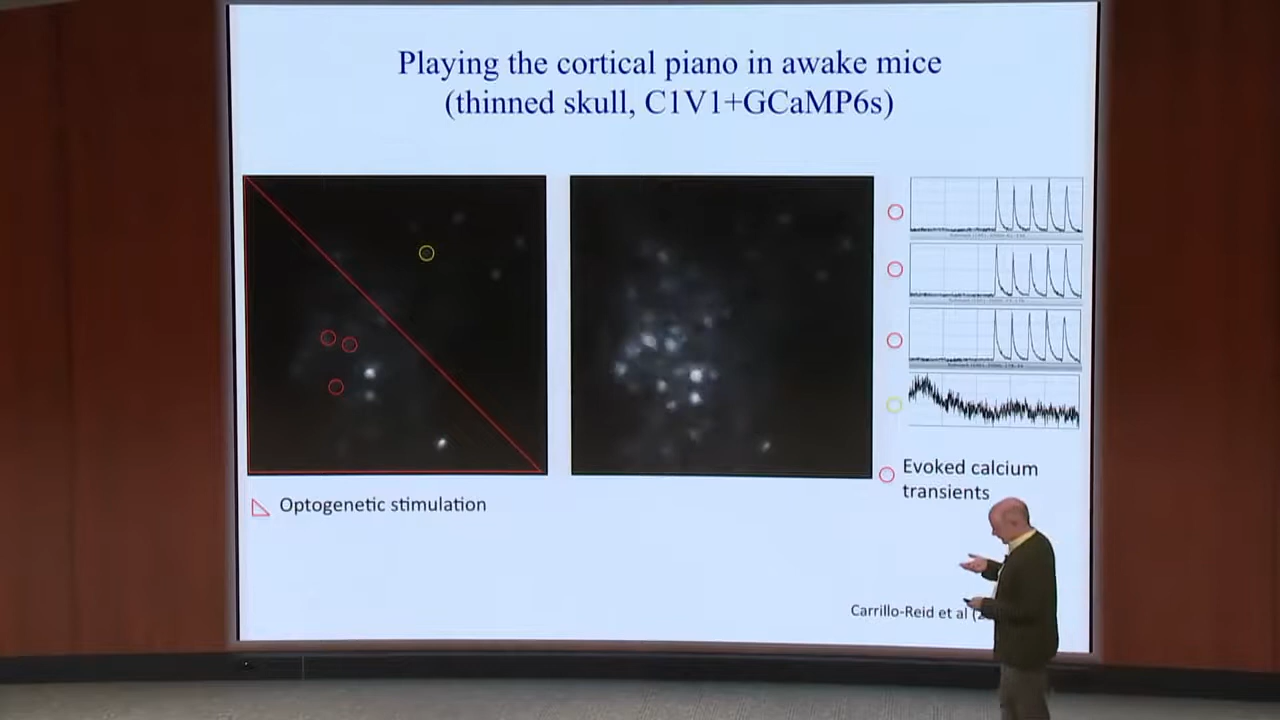 Playing the cortical piano in awake mice
(thinned skull, C1V1+GCaMP6s)
Evoked calcium
transients
Optogenetic stimulation
Carrillo-Reid et al